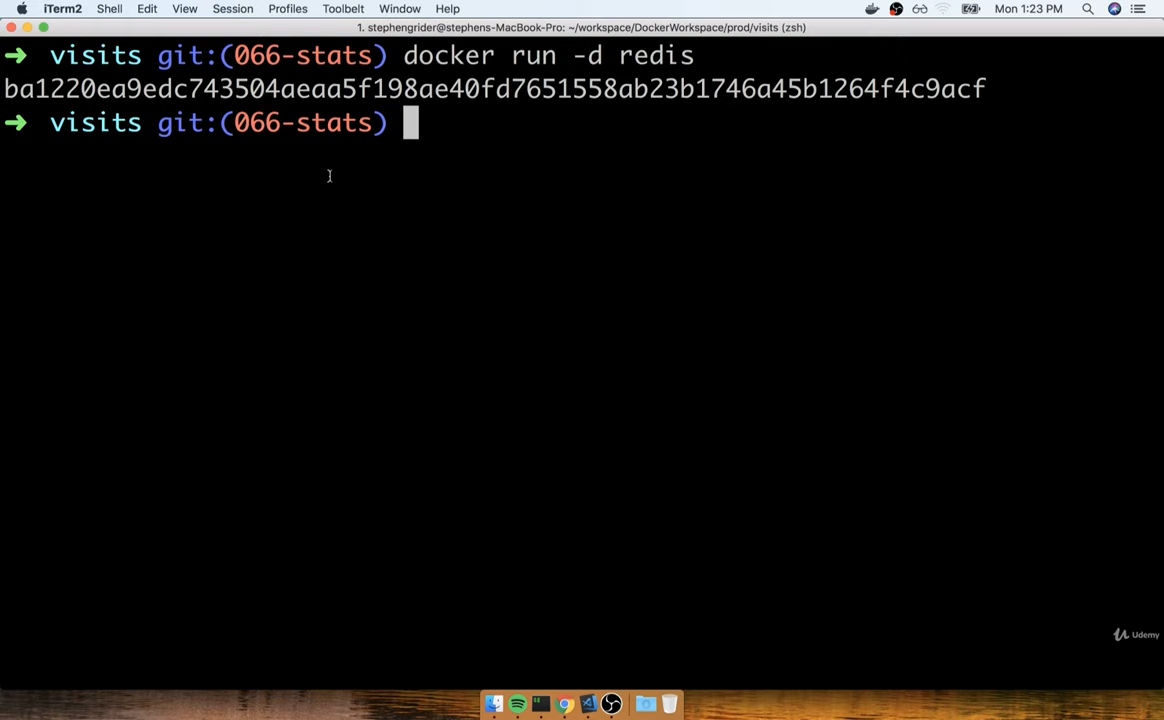 iTerm2 Shell Edit View Session Profiles Toolbelt Window Help Mon 1:23 PM
1. stephengrider@stephens-MacBook-Pro: ~/workspace/DockerWorkspace/prod/visits (zsh)
➜ visits git:(066-stats) docker run -d redis
ba1220ea9edc743504aeaa5f198ae40fd7651558ab23b1746a45b1264f4c9acf
➜ visits git:(066-stats)
Udemy